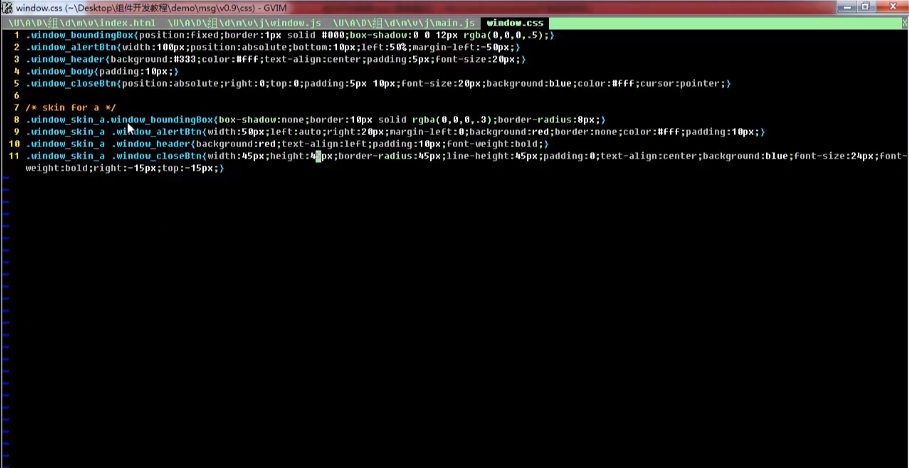 window.css (~\Desktop\组件开发教程\demo\msg\v0.9\css) - GVIM
\U\A\D\组\d\m\v\index.html \U\A\D\组\d\m\v\j\window.js \U\A\D\组\d\m\v\j\main.js window.css X
1 .window_boundingBox{position:fixed;border:1px solid #000;box-shadow:0 0 12px rgba(0,0,0,.5);}
2 .window_alertBtn{width:100px;position:absolute;bottom:10px;left:50%;margin-left:-50px;}
3 .window_header{background:#333;color:#fff;text-align:center;padding:5px;font-size:20px;}
4 .window_body{padding:10px;}
5 .window_closeBtn{position:absolute;right:0;top:0;padding:5px 10px;font-size:20px;background:blue;color:#fff;cursor:pointer;}
6
7 /* skin for a */
8 .window_skin_a.window_boundingBox{box-shadow:none;border:10px solid rgba(0,0,0,.3);border-radius:8px;}
9 .window_skin_a .window_alertBtn{width:50px;left:auto;right:20px;margin-left:0;background:red;border:none;color:#fff;padding:10px;}
10 .window_skin_a .window_header{background:red;text-align:left;padding:10px;font-weight:bold;}
11 .window_skin_a .window_closeBtn{width:45px;height:45px;border-radius:45px;line-height:45px;padding:0;text-align:center;background:blue;font-size:24px;font-
weight:bold;right:-15px;top:-15px;}